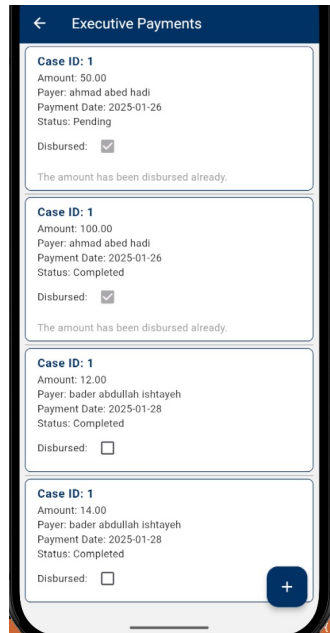 Executive Payments
Case ID: 1
Amount: 50.00
Payer: ahmad abed hadi
Payment Date: 2025-01-26
Status: Pending
Disbursed:
The amount has been disbursed already.
Case ID: 1
Amount: 100.00
Payer: ahmad abed hadi
Payment Date: 2025-01-26
Status: Completed
Disbursed:
The amount has been disbursed already.
Case ID: 1
Amount: 12.00
Payer: bader abdullah ishtayeh
Payment Date: 2025-01-28
Status: Completed
Disbursed:
Case ID: 1
Amount: 14.00
Payer: bader abdullah ishtayeh
Payment Date: 2025-01-28
Status: Completed
Disbursed:
+